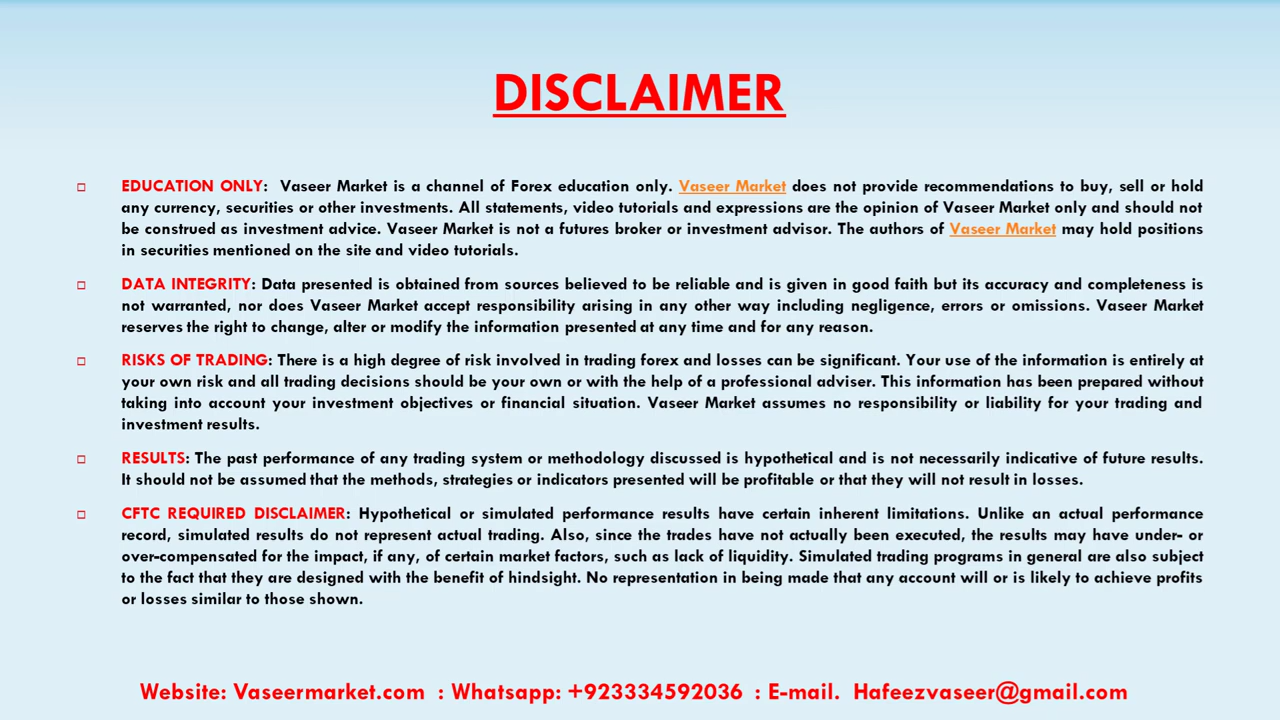 DISCLAIMER
EDUCATION ONLY: Vaseer Market is a channel of Forex education only. Vaseer Market does not provide recommendations to buy, sell or hold
any currency, securities or other investments. All statements, video tutorials and expressions are the opinion of Vaseer Market only and should not
be construed as investment advice. Vaseer Market is not a futures broker or investment advisor. The authors of Vaseer Market may hold positions
in securities mentioned on the site and video tutorials.
DATA INTEGRITY: Data presented is obtained from sources believed to be reliable and is given in good faith but its accuracy and completeness is
not warranted, nor does Vaseer Market accept responsibility arising in any other way including negligence, errors or omissions. Vaseer Market
reserves the right to change, alter or modify the information presented at any time and for any reason.
RISKS OF TRADING: There is a high degree of risk involved in trading forex and losses can be significant. Your use of the information is entirely at
your own risk and all trading decisions should be your own or with the help of a professional adviser. This information has been prepared without
taking into account your investment objectives or financial situation. Vaseer Market assumes no responsibility or liability for your trading and
investment results.
RESULTS: The past performance of any trading system or methodology discussed is hypothetical and is not necessarily indicative of future results.
It should not be assumed that the methods, strategies or indicators presented will be profitable or that they will not result in losses.
CFTC REQUIRED DISCLAIMER: Hypothetical or simulated performance results have certain inherent limitations. Unlike an actual performance
record, simulated results do not represent actual trading. Also, since the trades have not actually been executed, the results may have under- or
over-compensated for the impact, if any, of certain market factors, such as lack of liquidity. Simulated trading programs in general are also subject
to the fact that they are designed with the benefit of hindsight. No representation in being made that any account will or is likely to achieve profits
or losses similar to those shown.
Website: Vaseermarket.com : Whatsapp: +923334592036 : E-mail. Hafeezvaseer@gmail.com